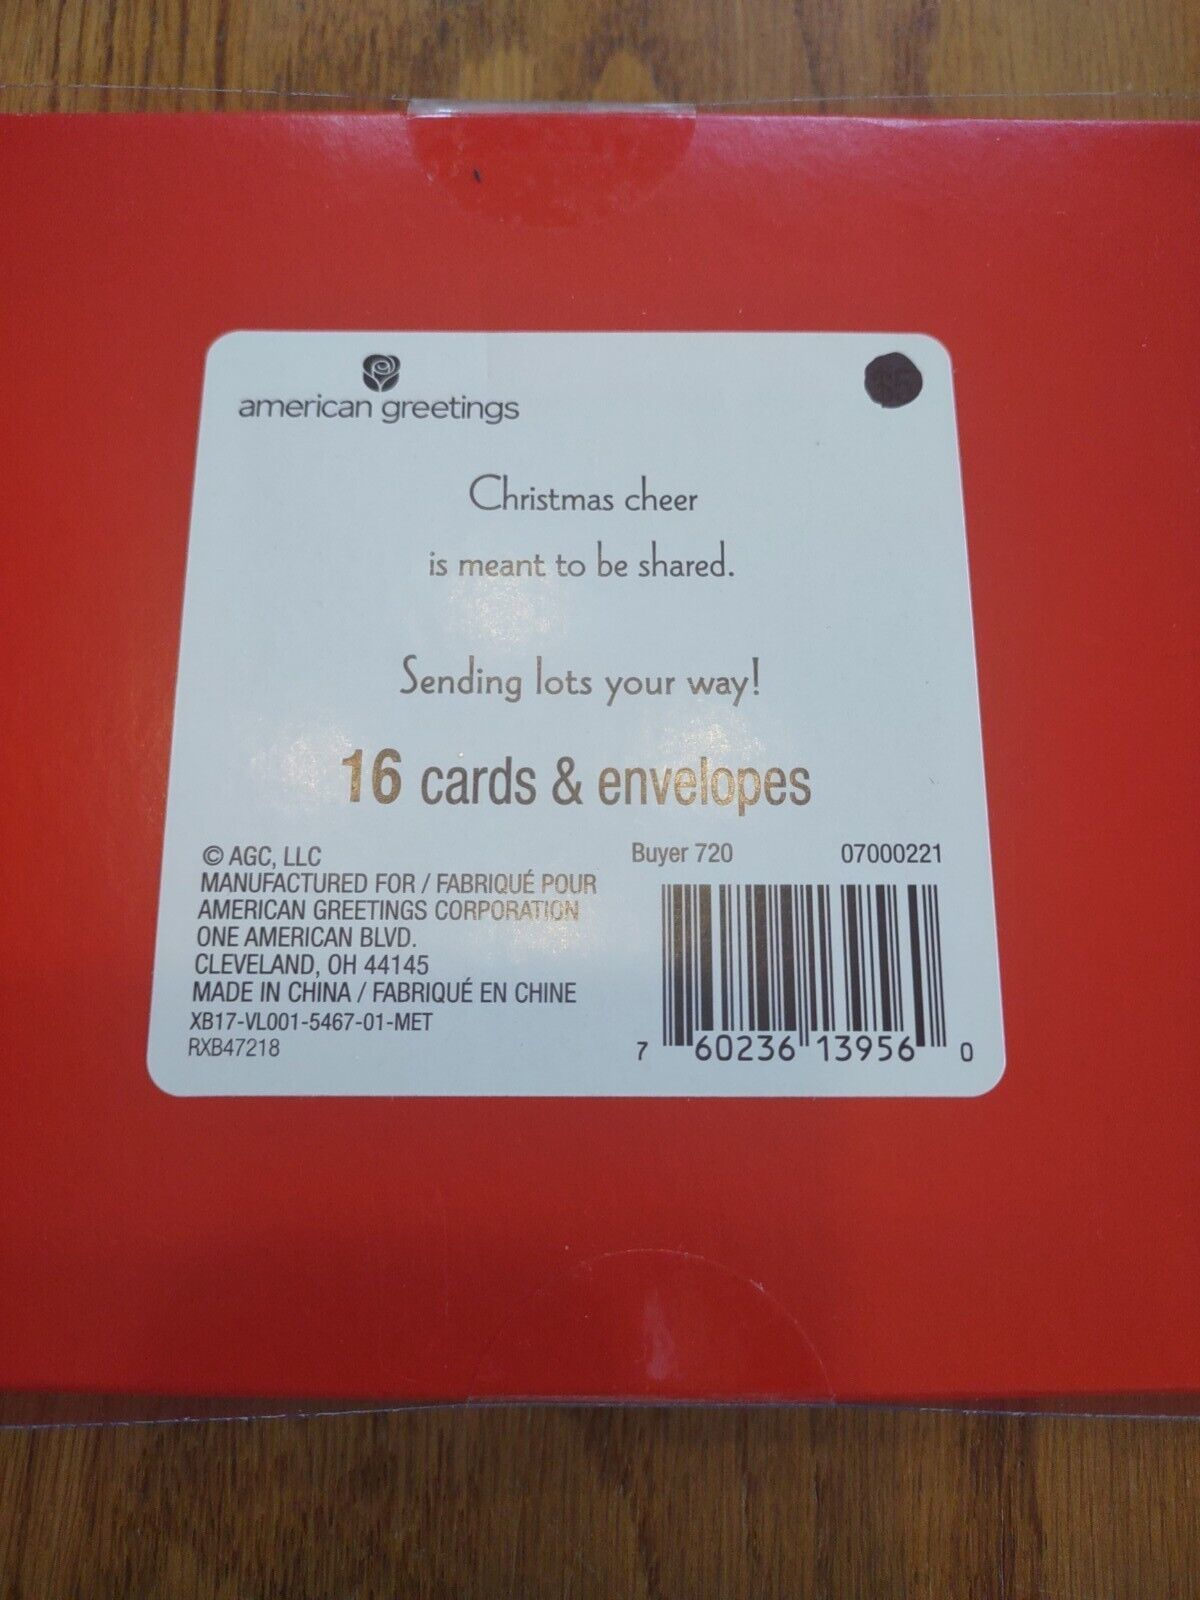 american greetings
Christmas cheer
is meant to be shared.
Sending lots your way!
16 cards & envelopes
© AGC, LLC
MANUFACTURED FOR / FABRIQUÉ POUR
AMERICAN GREETINGS CORPORATION
ONE AMERICAN BLVD.
CLEVELAND, OH 44145
MADE IN CHINA / FABRIQUÉ EN CHINE
XB17-VL001-5467-01-MET
RXB47218
Buyer 720 07000221
7 60236 13956 0